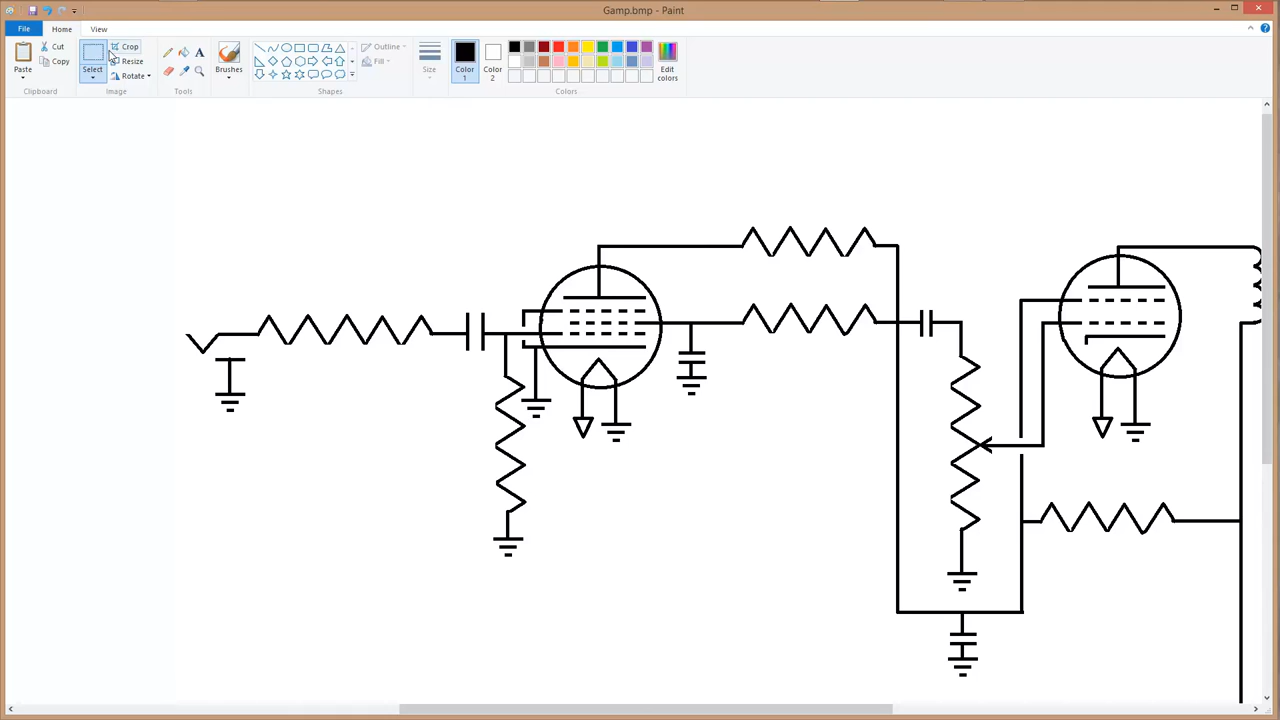 Gamp.bmp - Paint
File Home View
Paste
Cut
Copy
Clipboard
Select
Crop
Resize
Rotate
Image
Tools
Brushes
Shapes
Outline
Fill
Size
Color 1
Color 2
Edit colors
Colors
A